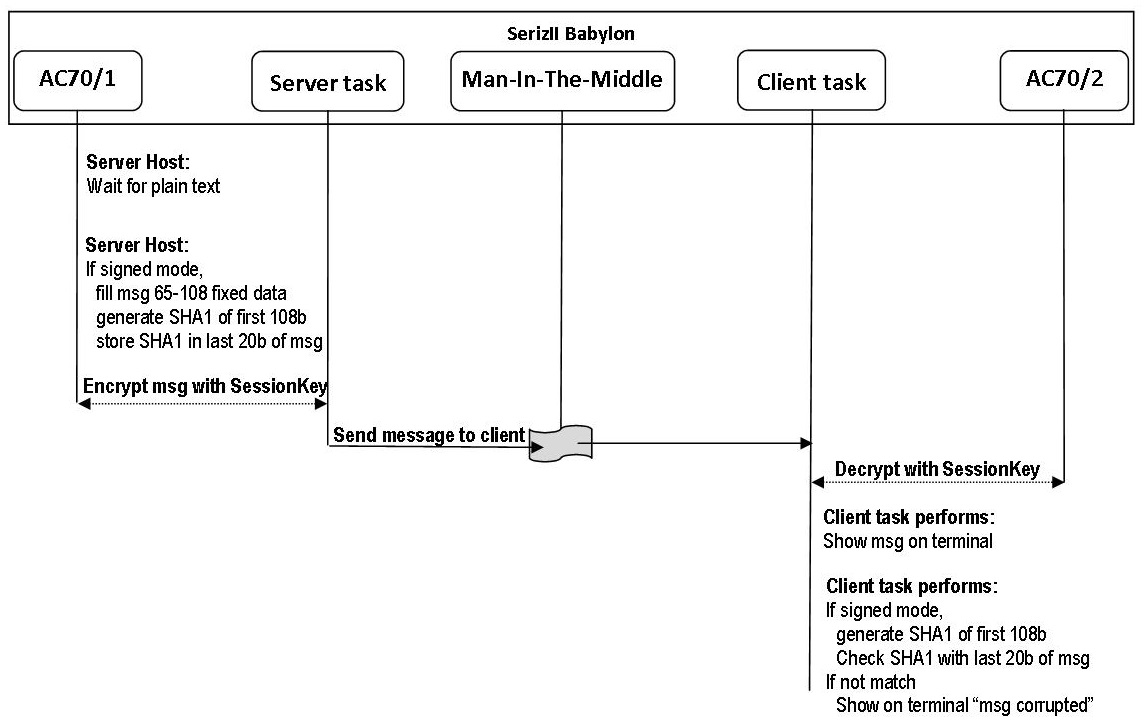 SerizII Babylon
AC70/1
Server task
Man-In-The-Middle
Client task
AC70/2
Server Host:
Wait for plain text
Server Host:
If signed mode,
fill msg 65-108 fixed data
generate SHA1 of first 108b
store SHA1 in last 20b of msg
Encrypt msg with SessionKey
Send message to client
Decrypt with SessionKey
Client task performs:
Show msg on terminal
Client task performs:
If signed mode,
generate SHA1 of first 108b
Check SHA1 with last 20b of msg
If not match
Show on terminal “msg corrupted”